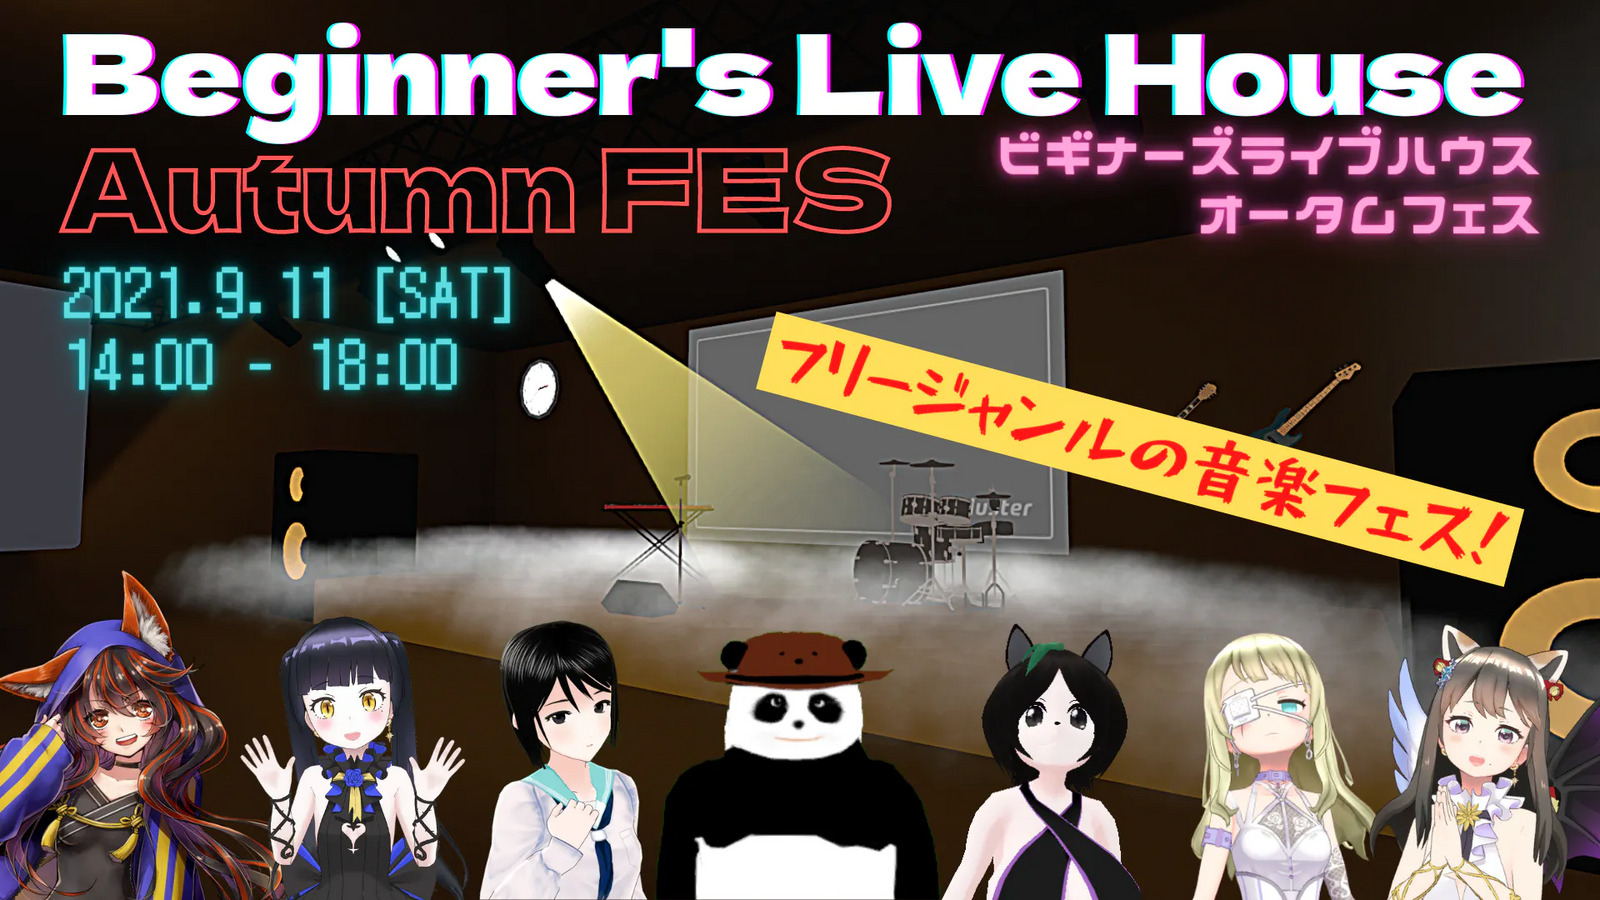 Beginner's Live House
Autumn FES
ビギナーズライブハウス
オータムフェス
2021.9.11 [SAT]
14:00 - 18:00
フリージャンルの音楽フェス!
cluster